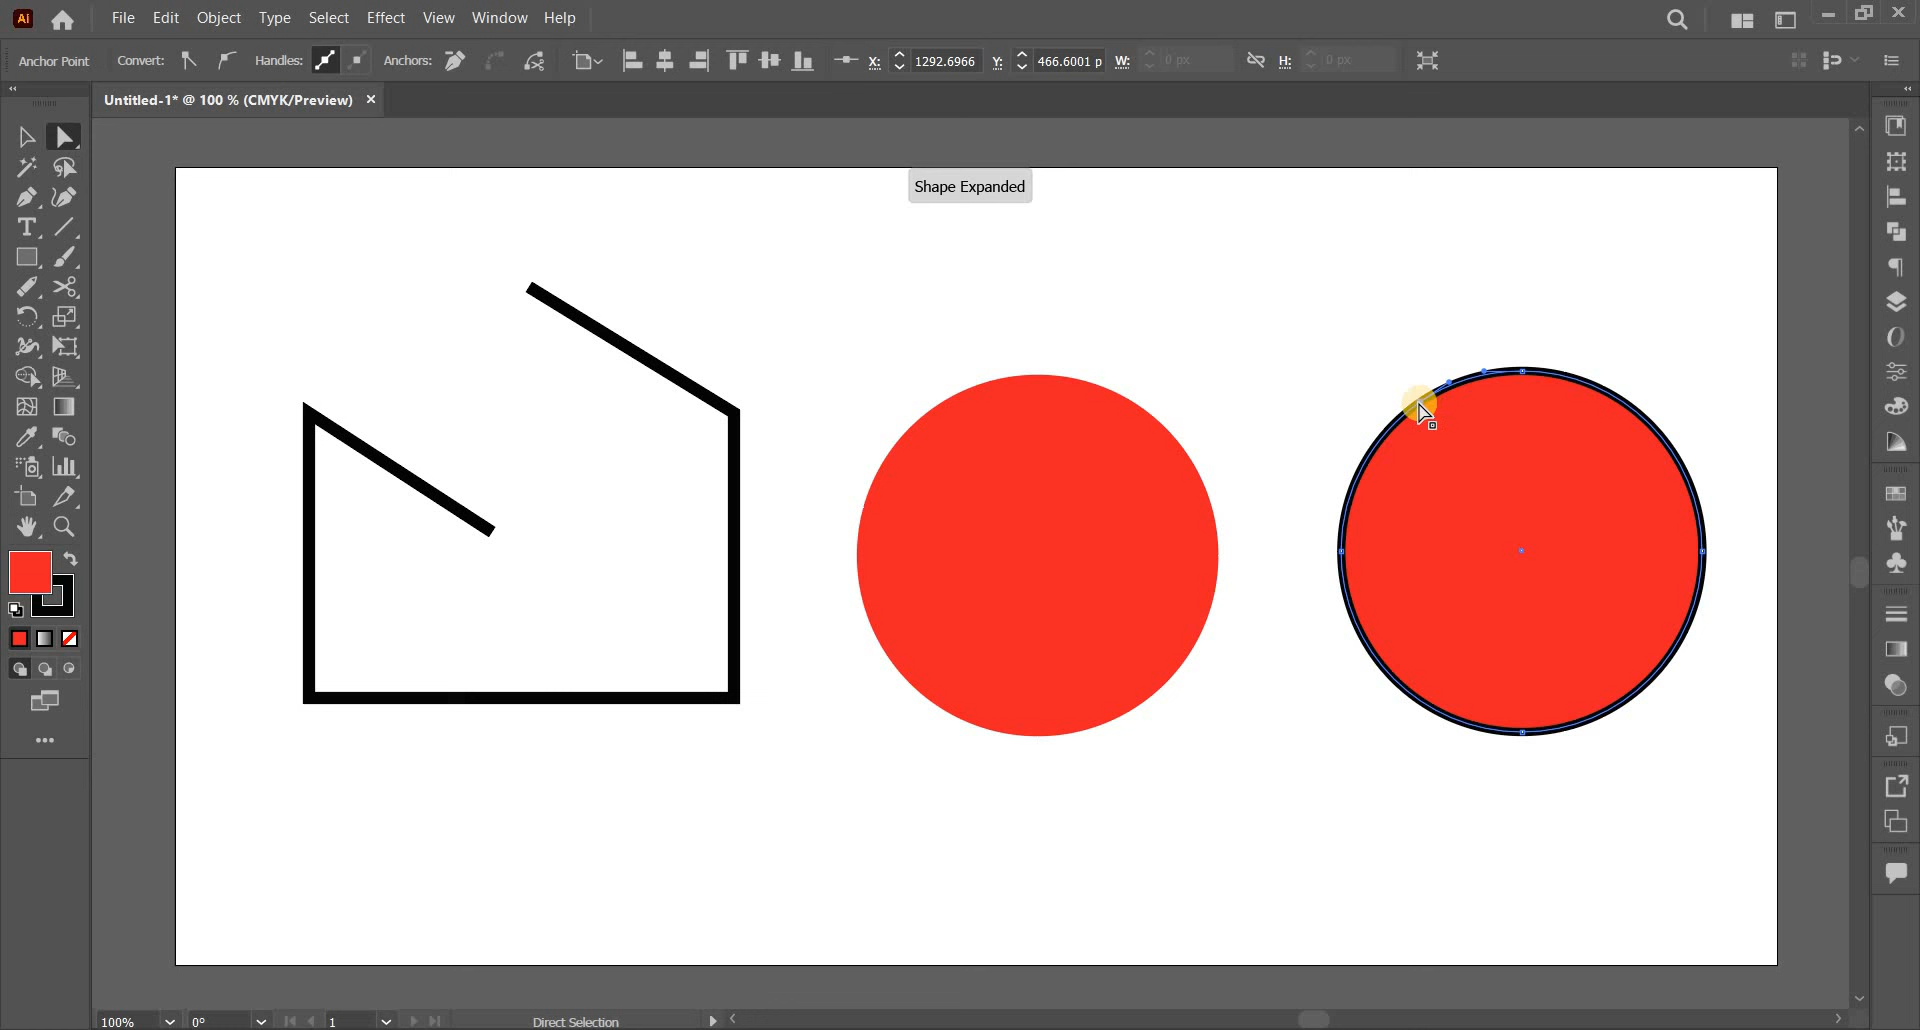 Ai File Edit Object Type Select Effect View Window Help
Anchor Point Convert: Handles: Anchors: X: 1292.6966 Y: 466.6001 p W: 0 px H: 0 px
Untitled-1* @ 100 % (CMYK/Preview) ×
Shape Expanded
100% 0° 1 Direct Selection